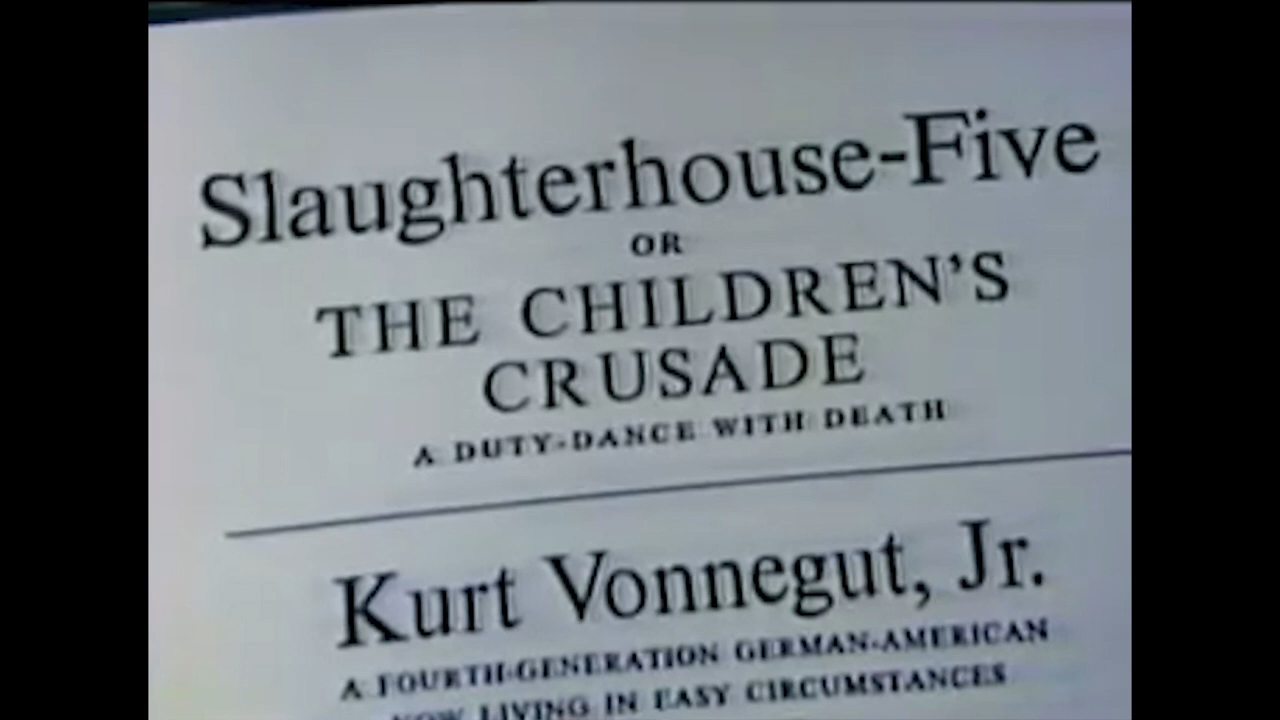 Slaughterhouse-Five
OR
THE CHILDREN'S
CRUSADE
A DUTY-DANCE WITH DEATH
Kurt Vonnegut, Jr.
A FOURTH-GENERATION GERMAN-AMERICAN
NOW LIVING IN EASY CIRCUMSTANCES